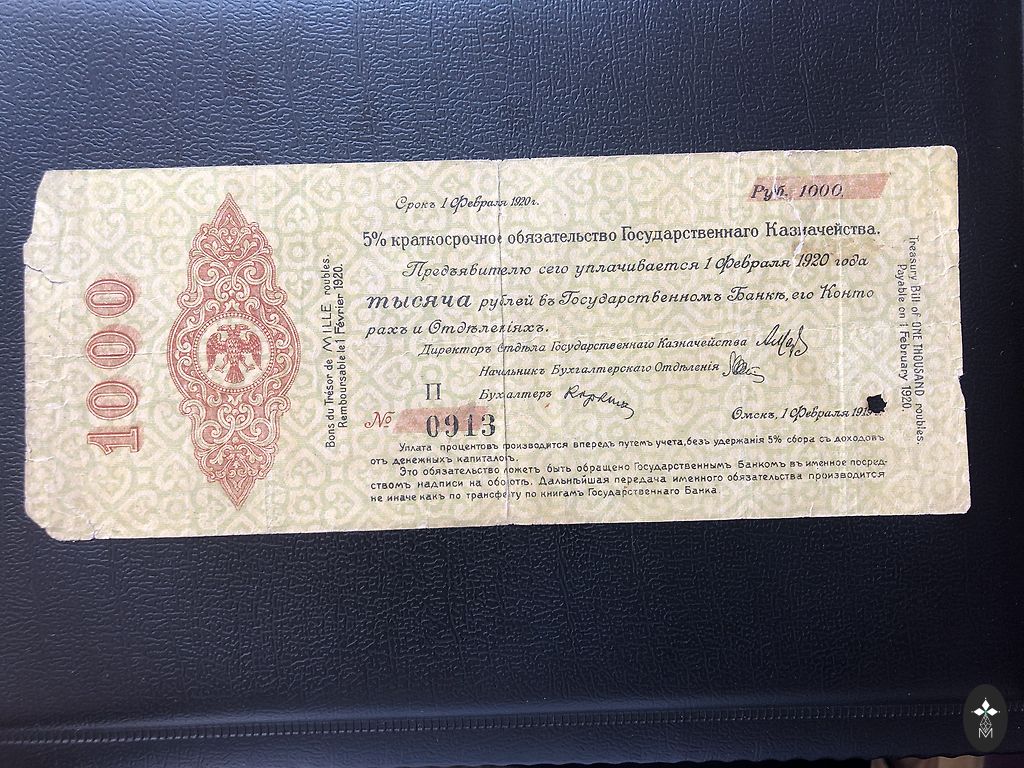 1000
Bons du Trésor de MILLE roubles.
Remboursable le 1 Février 1920.
Срокъ 1 Февраля 1920 г.
Руб. 1000
5% краткосрочное обязательство Государственнаго Казначейства.
Предъявителю сего уплачивается 1 Февраля 1920 года
тысяча рублей въ Государственномъ Банкѣ, его Конто
рахъ и Отдѣленіяхъ.
Директоръ Отдѣла Государственнаго Казначейства
Начальникъ Бухгалтерскаго Отдѣленія
П
Бухгалтеръ
№ 0913
Омскъ, 1 Февраля 1919
Уплата процентовъ производится впередъ путемъ учета, безъ удержанія 5% сбора съ доходовъ
отъ денежныхъ капиталовъ.
Это обязательство можетъ быть обращено Государственнымъ Банкомъ въ именное посред-
ствомъ надписи на оборотѣ. Дальнѣйшая передача именного обязательства производится
не иначе какъ по трансферту по книгамъ Государственнаго Банка.
Treasury Bill of ONE THOUSAND roubles.
Payable on 1 February 1920.
M